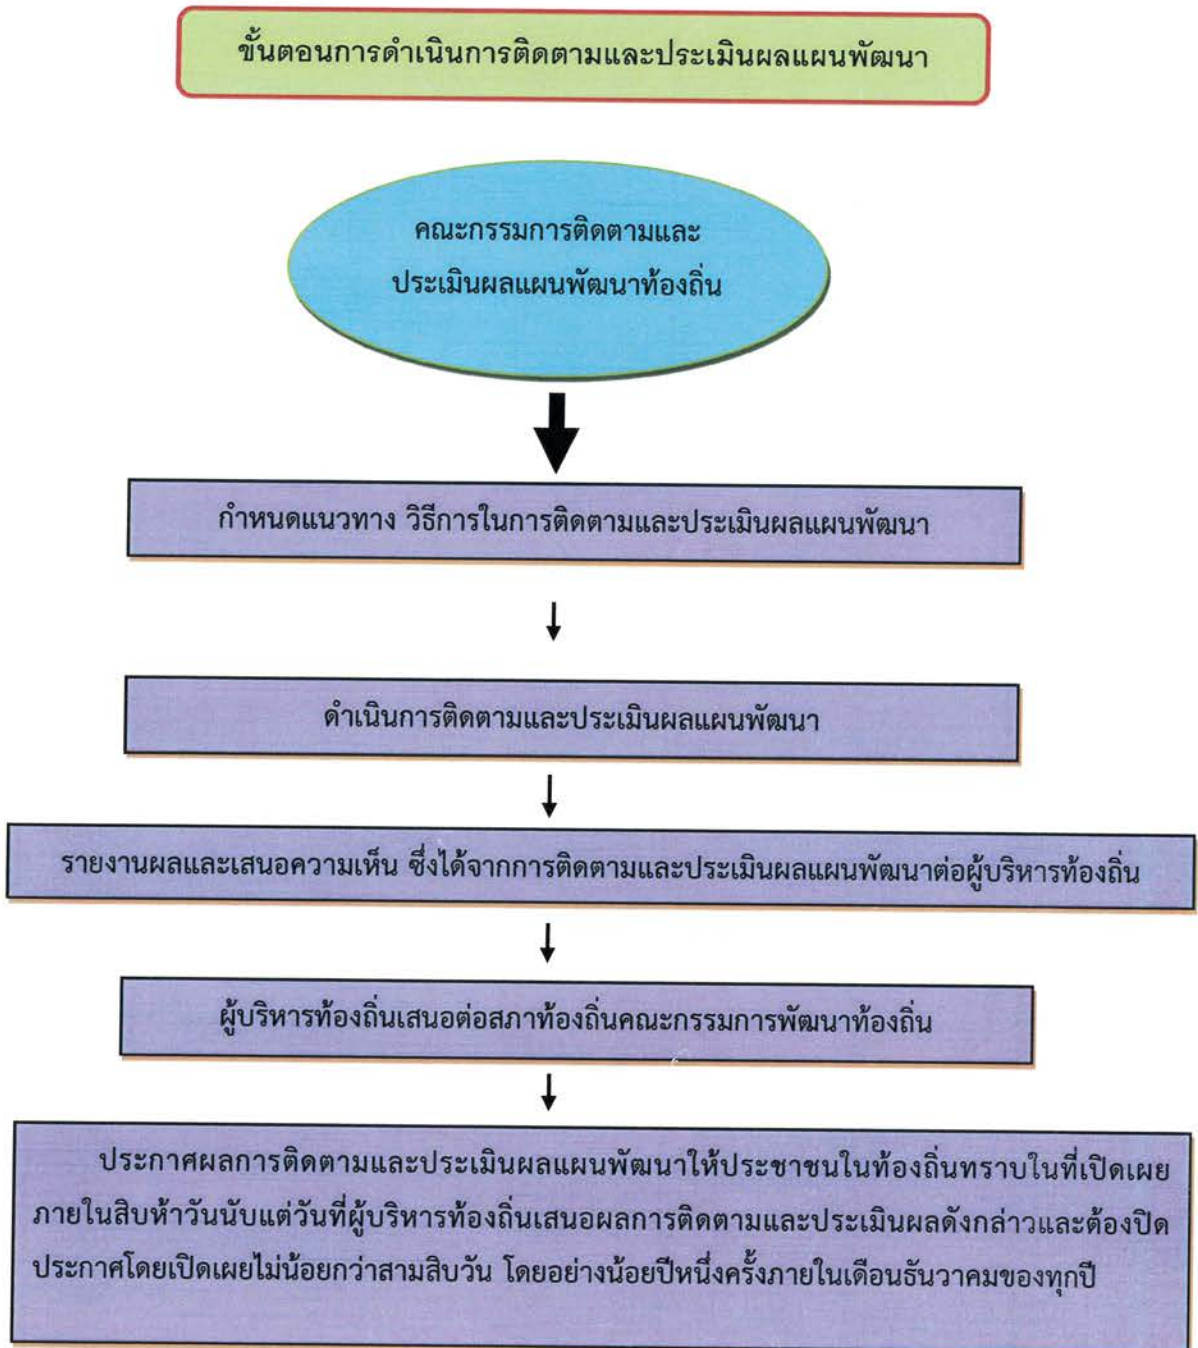 ขั้นตอนการดำเนินการติดตามและประเมินผลแผนพัฒนา
คณะกรรมการติดตามและ
ประเมินผลแผนพัฒนาท้องถิ่น
กำหนดแนวทาง วิธีการในการติดตามและประเมินผลแผนพัฒนา
ดำเนินการติดตามและประเมินผลแผนพัฒนา
รายงานผลและเสนอความเห็น ซึ่งได้จากการติดตามและประเมินผลแผนพัฒนาต่อผู้บริหารท้องถิ่น
ผู้บริหารท้องถิ่นเสนอต่อสภาท้องถิ่นคณะกรรมการพัฒนาท้องถิ่น
ประกาศผลการติดตามและประเมินผลแผนพัฒนาให้ประชาชนในท้องถิ่นทราบในที่เปิดเผย
ภายในสิบห้าวันนับแต่วันที่ผู้บริหารท้องถิ่นเสนอผลการติดตามและประเมินผลดังกล่าวและต้องปิด
ประกาศโดยเปิดเผยไม่น้อยกว่าสามสิบวัน โดยอย่างน้อยปีหนึ่งครั้งภายในเดือนธันวาคมของทุกปี